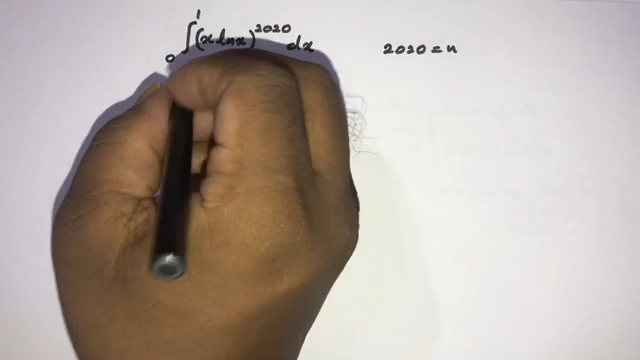 ∫₀¹ (x ln x)²⁰²⁰ dx 2020 = n